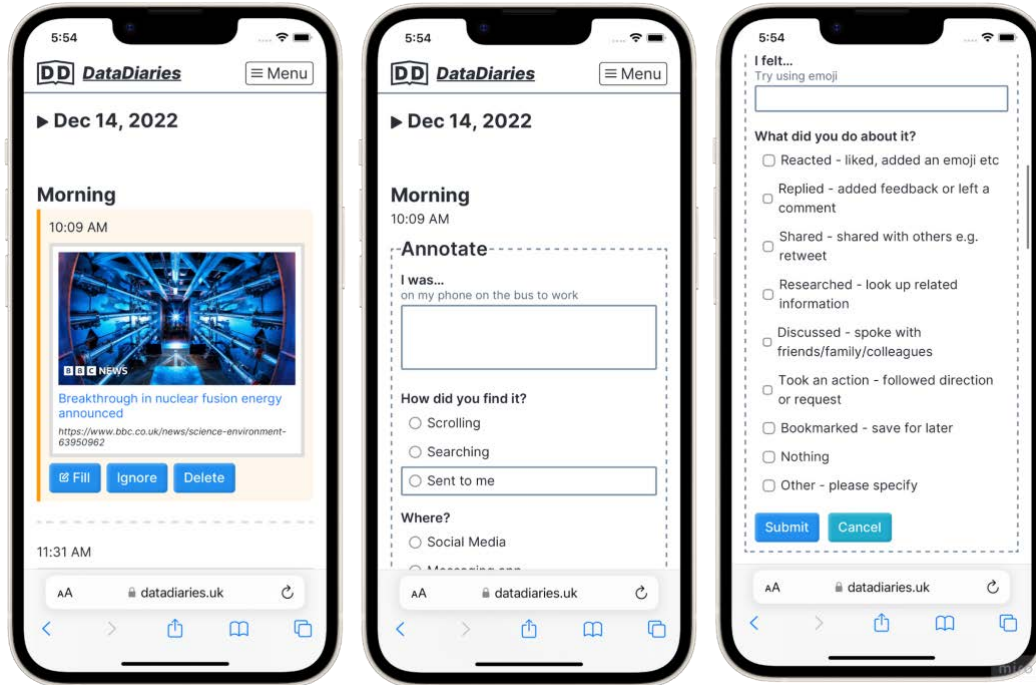 5:54
DD DataDiaries
Menu
▶ Dec 14, 2022
Morning
10:09 AM
BBC NEWS
Breakthrough in nuclear fusion energy
announced
https://www.bbc.co.uk/news/science-environment-
63950962
Fill
Ignore
Delete
11:31 AM
AA
datadiaries.uk
5:54
DD DataDiaries
Menu
▶ Dec 14, 2022
Morning
10:09 AM
Annotate
I was...
on my phone on the bus to work
How did you find it?
Scrolling
Searching
Sent to me
Where?
Social Media
Messaging app
AA
datadiaries.uk
5:54
I felt...
Try using emoji
What did you do about it?
Reacted - liked, added an emoji etc
Replied - added feedback or left a
comment
Shared - shared with others e.g.
retweet
Researched - look up related
information
Discussed - spoke with
friends/family/colleagues
Took an action - followed direction
or request
Bookmarked - save for later
Nothing
Other - please specify
Submit
Cancel
AA
datadiaries.uk
miro